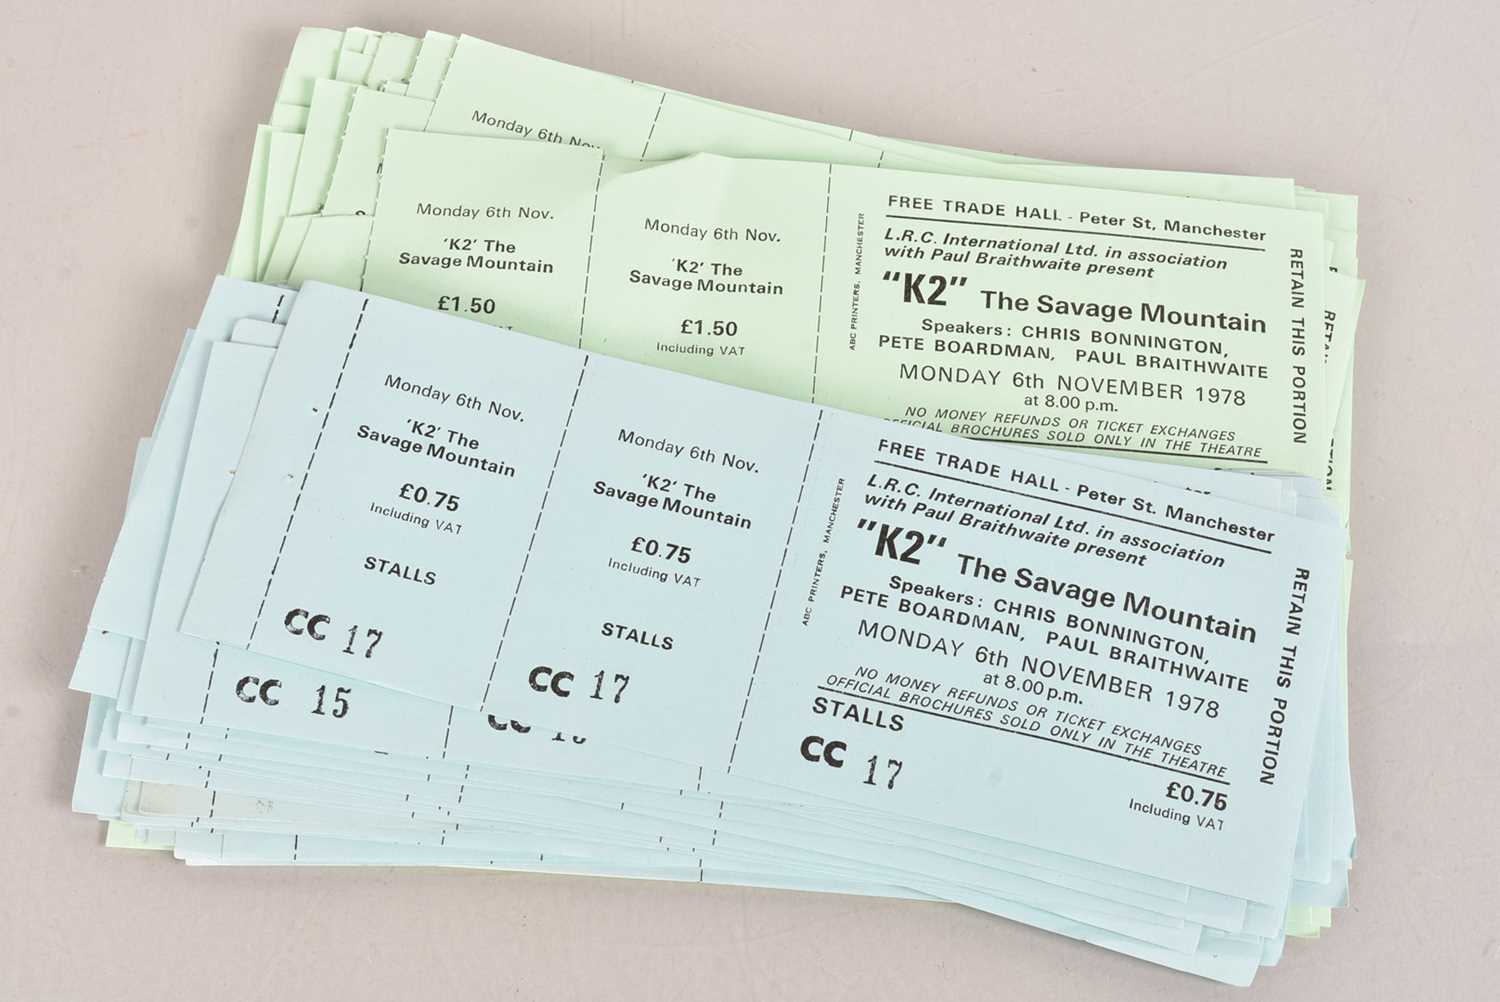 Monday 6th Nov.
Monday 6th Nov.
'K2' The
Savage Mountain
£1.50
Monday 6th Nov.
'K2' The
Savage Mountain
£1.50
Including VAT
ABC PRINTERS, MANCHESTER
FREE TRADE HALL - Peter St, Manchester
L.R.C. International Ltd. in association
with Paul Braithwaite present
"K2" The Savage Mountain
Speakers: CHRIS BONNINGTON,
PETE BOARDMAN, PAUL BRAITHWAITE
MONDAY 6th NOVEMBER 1978
at 8.00 p.m.
NO MONEY REFUNDS OR TICKET EXCHANGES
OFFICIAL BROCHURES SOLD ONLY IN THE THEATRE
RETAIN THIS PORTION
Monday 6th Nov.
'K2' The
Savage Mountain
£0.75
Including VAT
STALLS
CC 17
Monday 6th Nov.
'K2' The
Savage Mountain
£0.75
Including VAT
STALLS
CC 17
ABC PRINTERS, MANCHESTER
FREE TRADE HALL - Peter St, Manchester
L.R.C. International Ltd. in association
with Paul Braithwaite present
"K2" The Savage Mountain
Speakers: CHRIS BONNINGTON,
PETE BOARDMAN, PAUL BRAITHWAITE
MONDAY 6th NOVEMBER 1978
at 8.00 p.m.
NO MONEY REFUNDS OR TICKET EXCHANGES
OFFICIAL BROCHURES SOLD ONLY IN THE THEATRE
STALLS
CC 17
£0.75
Including VAT
RETAIN THIS PORTION
CC 15
CC